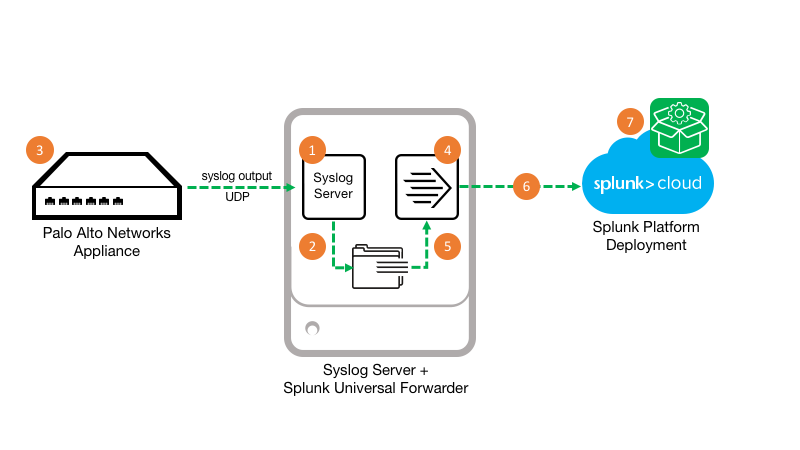 3
Palo Alto Networks
Appliance
syslog output
UDP
1
Syslog
Server
2
4
5
Syslog Server +
Splunk Universal Forwarder
6
7
splunk> cloud
Splunk Platform
Deployment